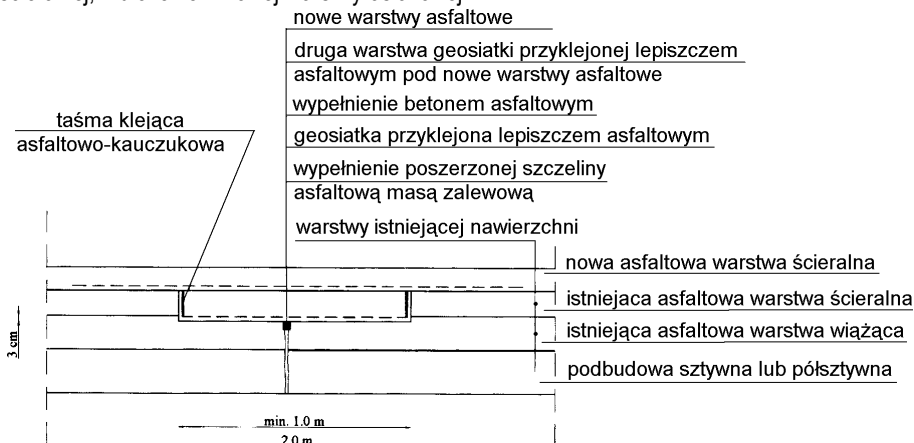 nowe warstwy asfaltowe
druga warstwa geosiatki przyklejonej lepiszczem
asfaltowym pod nowe warstwy asfaltowe
wypełnienie betonem asfaltowym
geosiatka przyklejona lepiszczem asfaltowym
wypełnienie poszerzonej szczeliny
asfaltową masą zalewową
warstwy istniejącej nawierzchni
taśma klejąca
asfaltowo-kauczukowa
nowa asfaltowa warstwa ścieralna
istniejaca asfaltowa warstwa ścieralna
istniejąca asfaltowa warstwa wiążąca
podbudowa sztywna lub półsztywna
3 cm
min. 1.0 m
2.0 m